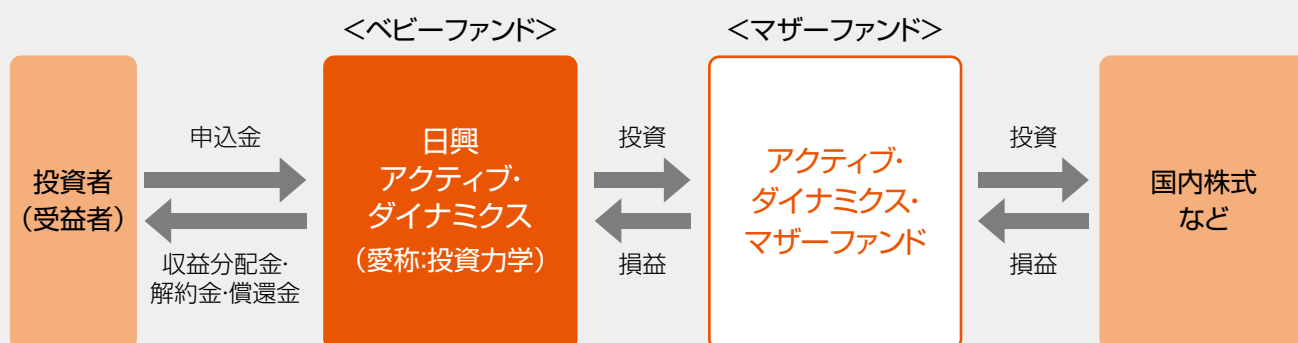 <ベビーファンド>
<マザーファンド>
投資者
(受益者)
申込金
収益分配金・
解約金・償還金
日興
アクティブ・
ダイナミクス
(愛称:投資力学)
投資
損益
アクティブ・
ダイナミクス・
マザーファンド
投資
損益
国内株式
など